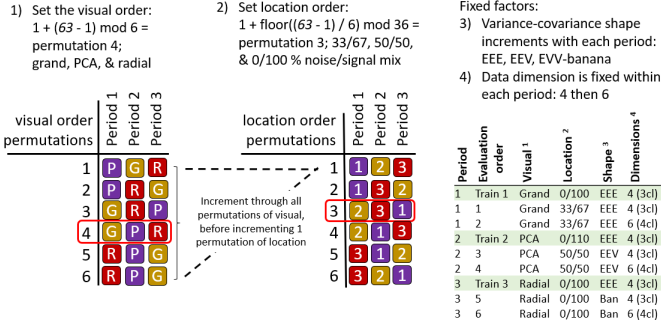 1) Set the visual order:
1 + (63 - 1) mod 6 =
permutation 4;
grand, PCA, & radial
2) Set location order:
1 + floor((63 - 1) / 6) mod 36 =
permutation 3; 33/67, 50/50,
& 0/100 % noise/signal mix
Fixed factors:
3) Variance-covariance shape
increments with each period:
EEE, EEV, EVV-banana
4) Data dimension is fixed within
each period: 4 then 6
visual order
permutations
Period 1
Period 2
Period 3
1 P G R
2 P R G
3 G R P
4 G P R
5 R P G
6 R P G
Increment through all
permutations of visual,
before incrementing 1
permutation of location
location order
permutations
Period 1
Period 2
Period 3
1 1 2 3
2 1 3 2
3 2 3 1
4 2 1 3
5 3 1 2
6 3 2 1
Period
Evaluation
order
Visual 1
Location 2
Shape 3
Dimensions 4
1 Train 1 Grand 0/100 EEE 4 (3cl)
1 1 Grand 33/67 EEE 4 (3cl)
1 2 Grand 33/67 EEE 6 (4cl)
2 Train 2 PCA 0/110 EEE 4 (3cl)
2 3 PCA 50/50 EEV 4 (3cl)
2 4 PCA 50/50 EEV 6 (4cl)
3 Train 3 Radial 0/100 EEE 4 (3cl)
3 5 Radial 0/100 Ban 4 (3cl)
3 6 Radial 0/100 Ban 6 (4cl)